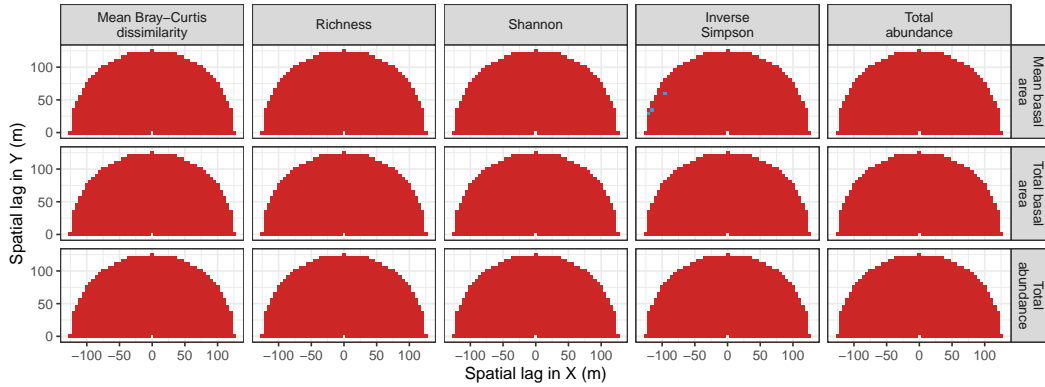 Mean Bray−Curtis
dissimilarity
Richness
Shannon
Inverse
Simpson
Total
abundance
Mean basal
area
Total basal
area
Total
abundance
100
50
0
100
50
0
100
50
0
Spatial lag in Y (m)
−100 −50 0 50 100
−100 −50 0 50 100
−100 −50 0 50 100
−100 −50 0 50 100
−100 −50 0 50 100
Spatial lag in X (m)